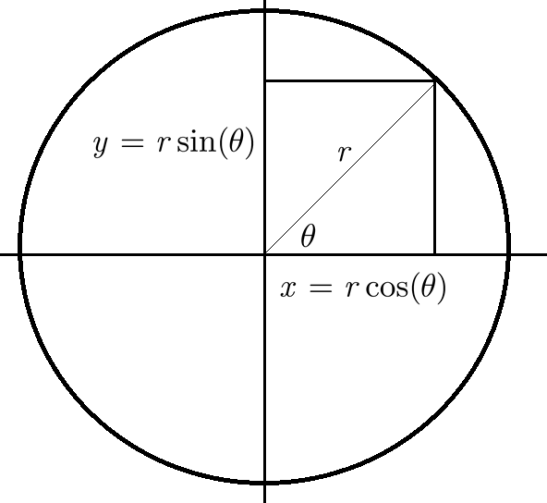 y = r sin(θ)
r
θ
x = r cos(θ)